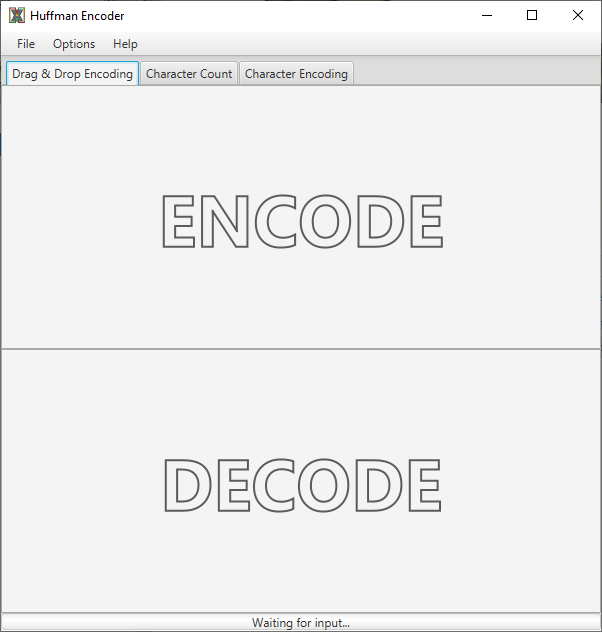 Huffman Encoder
File Options Help
Drag & Drop Encoding Character Count Character Encoding
ENCODE
DECODE
Waiting for input...